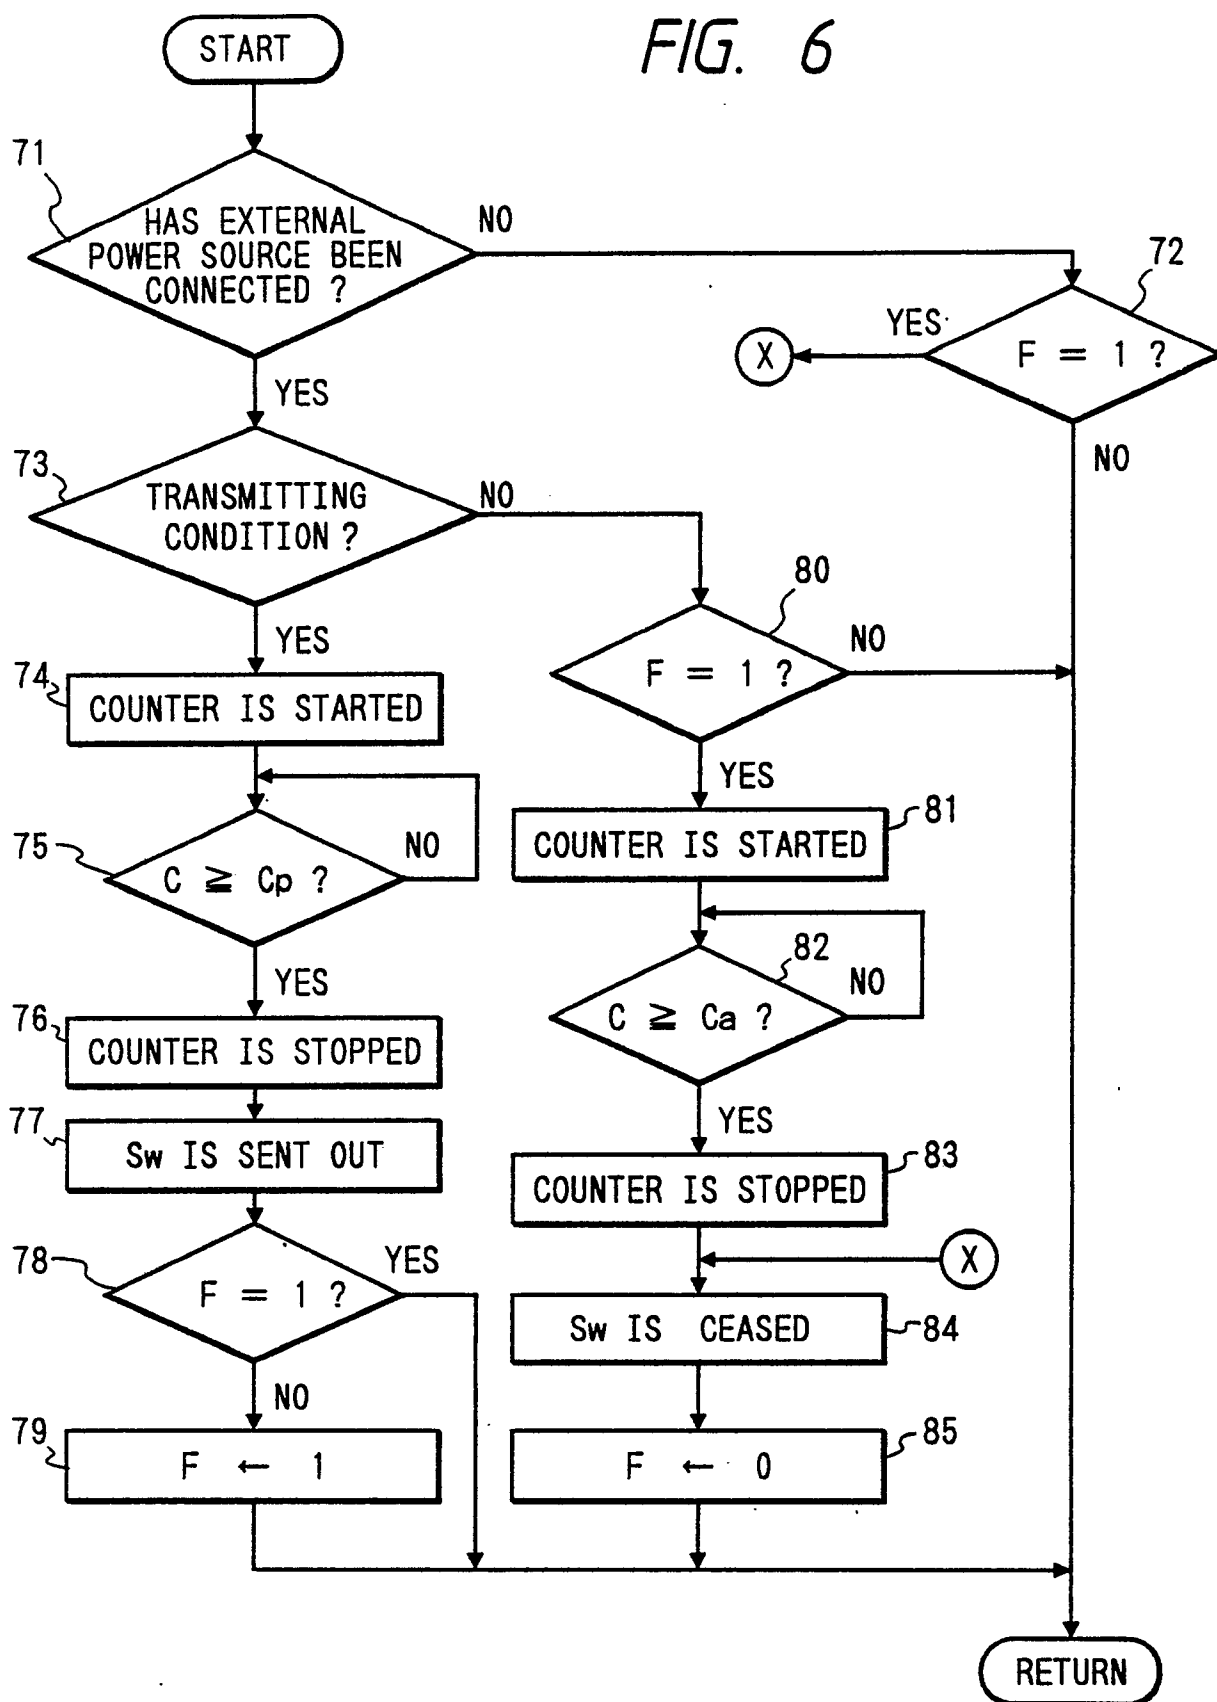 FIG. 6
START
71
HAS EXTERNAL
POWER SOURCE BEEN
CONNECTED ?
NO
YES
72
F = 1 ?
YES
X
NO
73
TRANSMITTING
CONDITION ?
NO
YES
74
COUNTER IS STARTED
75
C ≧ Cp ?
NO
YES
76
COUNTER IS STOPPED
77
Sw IS SENT OUT
78
F = 1 ?
YES
NO
79
F ← 1
80
F = 1 ?
NO
YES
81
COUNTER IS STARTED
82
C ≧ Ca ?
NO
YES
83
COUNTER IS STOPPED
X
Sw IS CEASED
84
85
F ← 0
RETURN